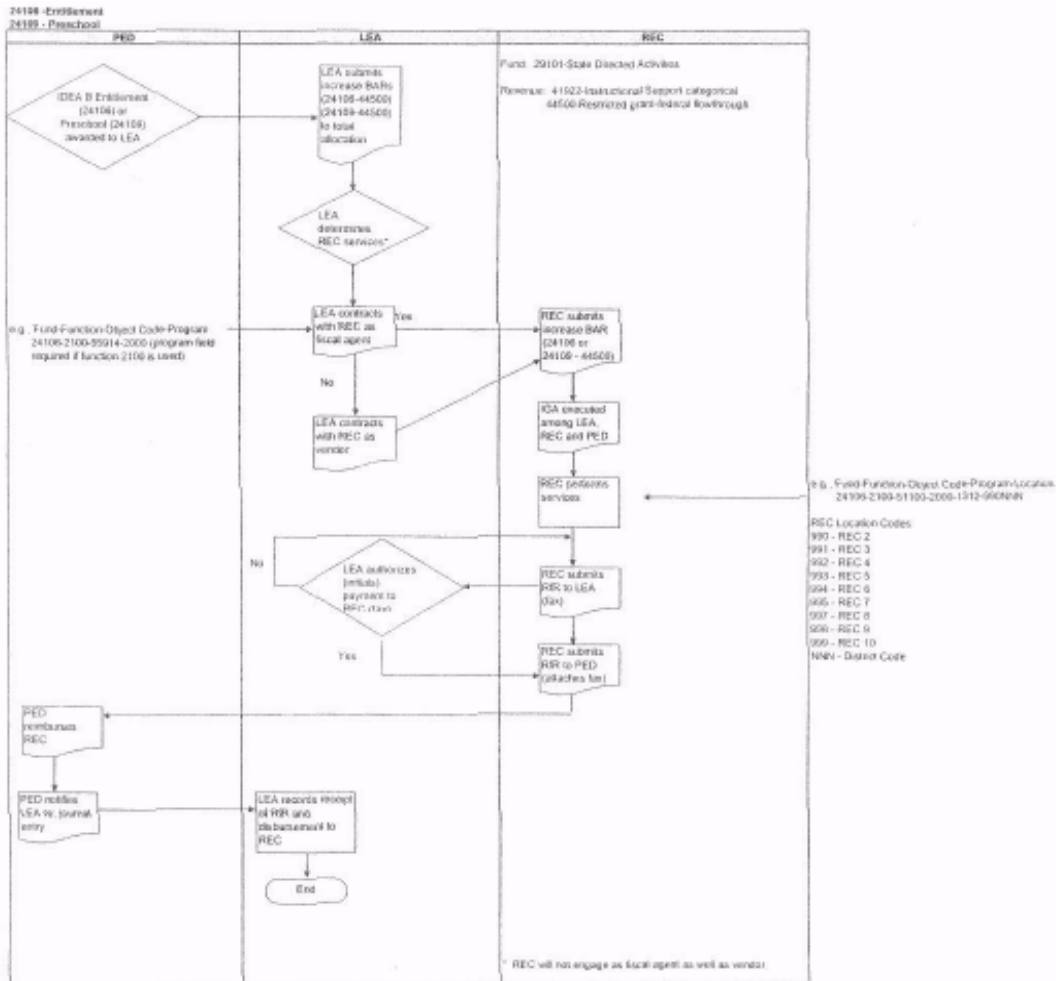 24106 -Entitlement
24109 - Preschool
PED
LEA
REC
IDEA B Entitlement
(24106) or
Preschool (24109)
awarded to LEA
LEA submits
increase BARs
(24106-44500)
(24109-44500)
to total
allocation
Fund: 29101-State Directed Activities
Revenue: 41922-Instructional Support categorical
44500-Restricted grant-federal flowthrough
LEA
determines
REC services*
e.g., Fund-Function-Object Code-Program
24106-2100-55914-2000 (program field
required if function 2100 is used)
LEA contracts
with REC as
fiscal agent
Yes
REC submits
increase BAR
(24106 or
24109 - 44500)
No
LEA contracts
with REC as
vendor
IGA executed
among LEA,
REC and PED
REC performs
services
e.g., Fund-Function-Object Code-Program-Location
24106-2100-51100-2000-1312-990NNN
REC Location Codes
990 - REC 2
991 - REC 3
992 - REC 4
993 - REC 5
994 - REC 6
995 - REC 7
997 - REC 8
998 - REC 9
999 - REC 10
NNN - District Code
No
LEA authorizes
(initials)
payment to
REC (fax)
REC submits
RfR to LEA
(fax)
Yes
REC submits
RfR to PED
(attaches fax)
PED
reimburses
REC
PED notifies
LEA re. journal
entry
LEA records receipt
of RfR and
disbursement to
REC
End
* REC will not engage as fiscal agent as well as vendor